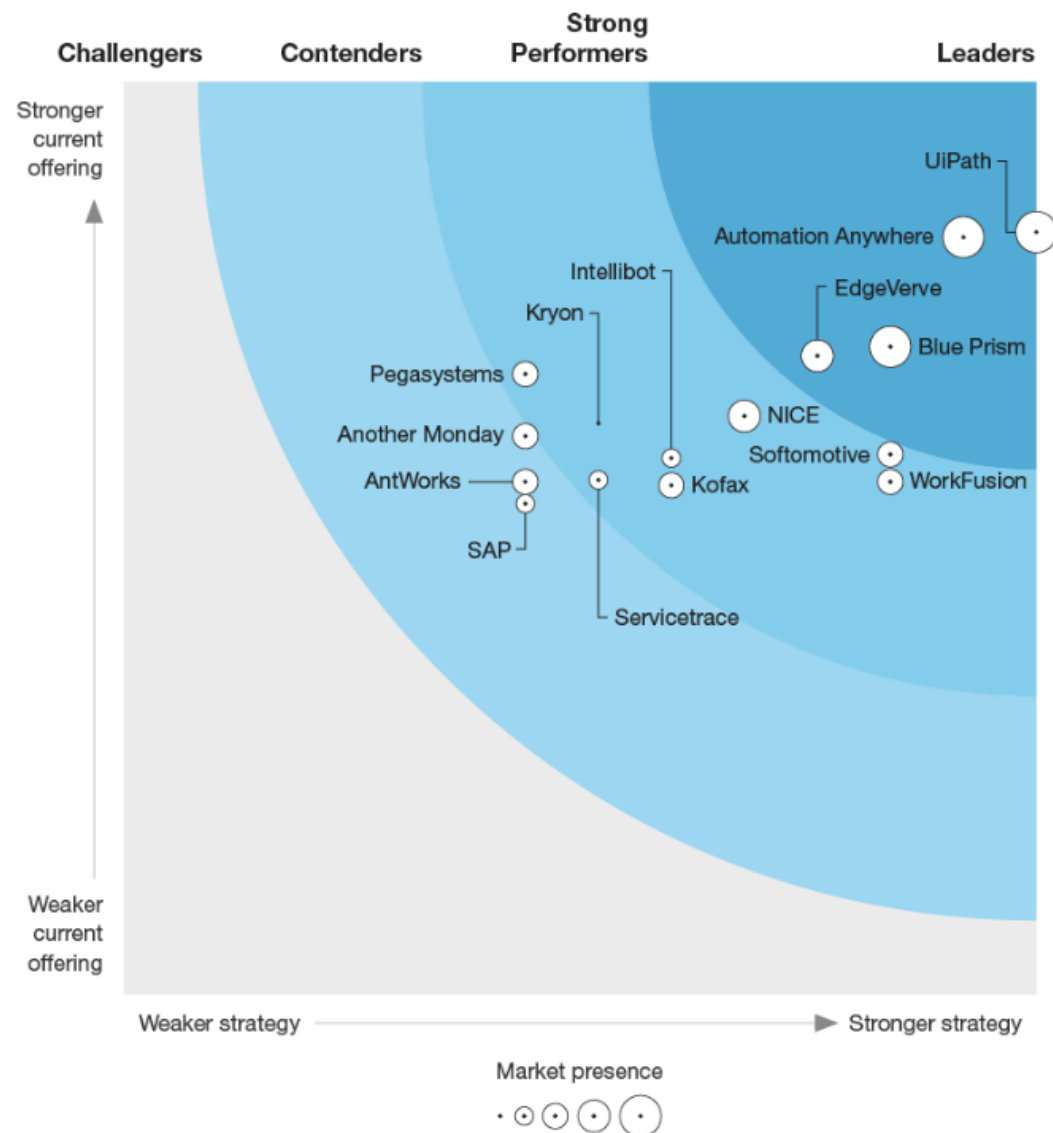 Strong
Challengers Contenders Performers Leaders
Stronger
current
offering
UiPath
Automation Anywhere
Intellibot
EdgeVerve
Kryon
Blue Prism
Pegasystems
NICE
Another Monday
Softomotive
AntWorks
Kofax
WorkFusion
SAP
Servicetrace
Weaker
current
offering
Weaker strategy Stronger strategy
Market presence